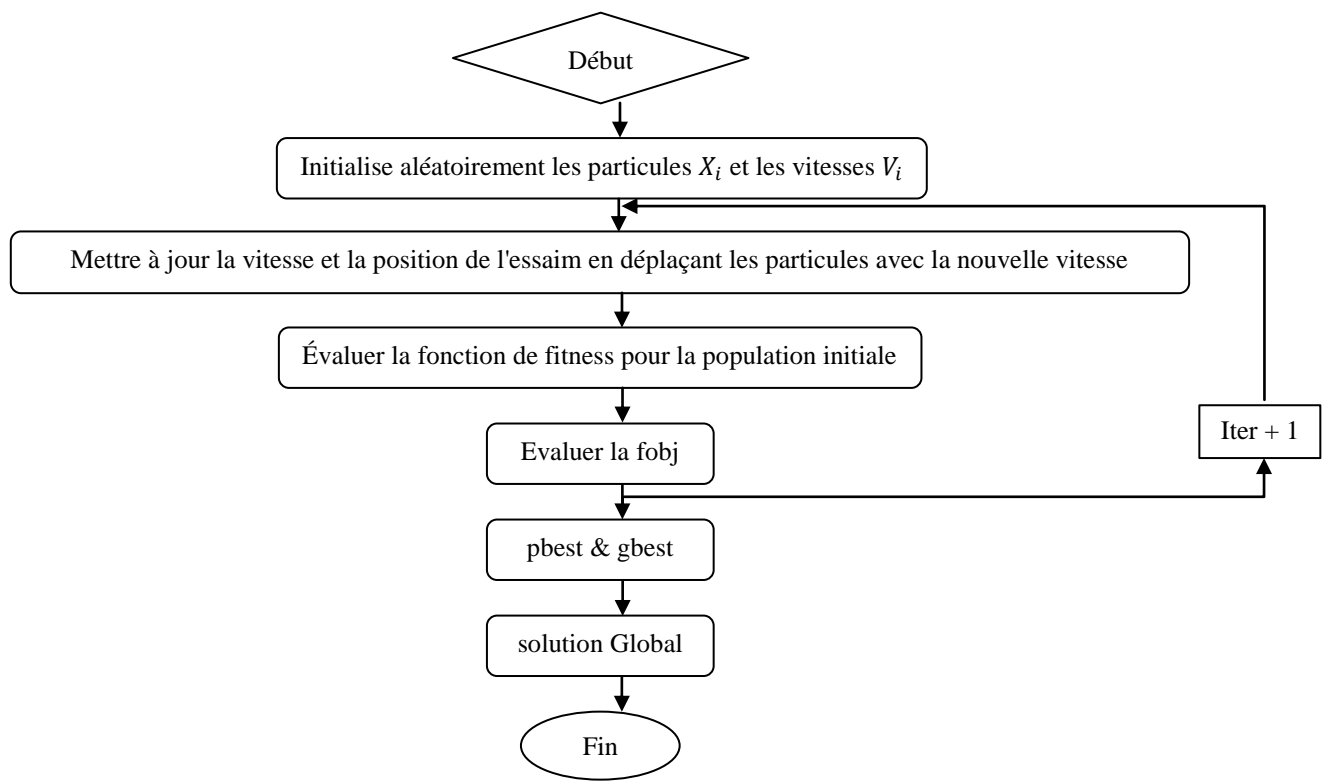 Début
Initialise aléatoirement les particules 𝑋𝑖 et les vitesses 𝑉𝑖
Mettre à jour la vitesse et la position de l'essaim en déplaçant les particules avec la nouvelle vitesse
Évaluer la fonction de fitness pour la population initiale
Iter + 1
Evaluer la fobj
pbest & gbest
solution Global
Fin